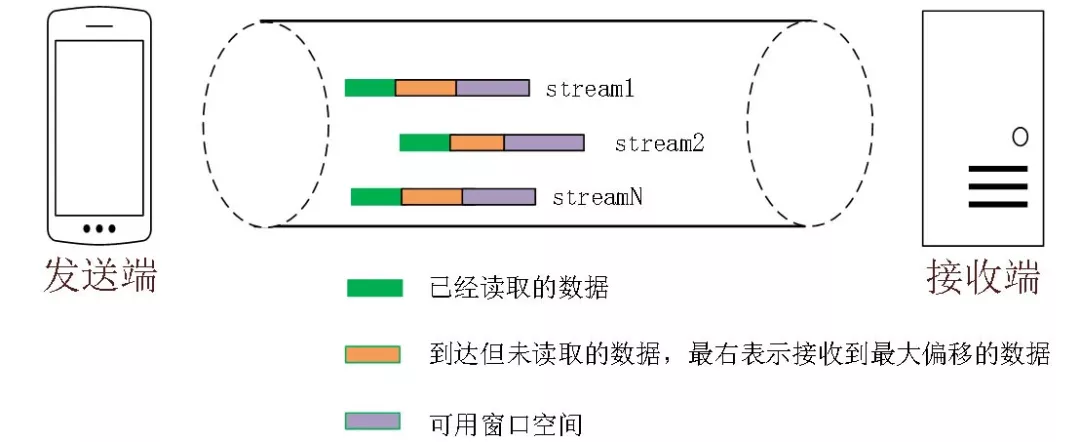 stream1
stream2
streamN
发送端
接收端
已经读取的数据
到达但未读取的数据，最右表示接收到最大偏移的数据
可用窗口空间